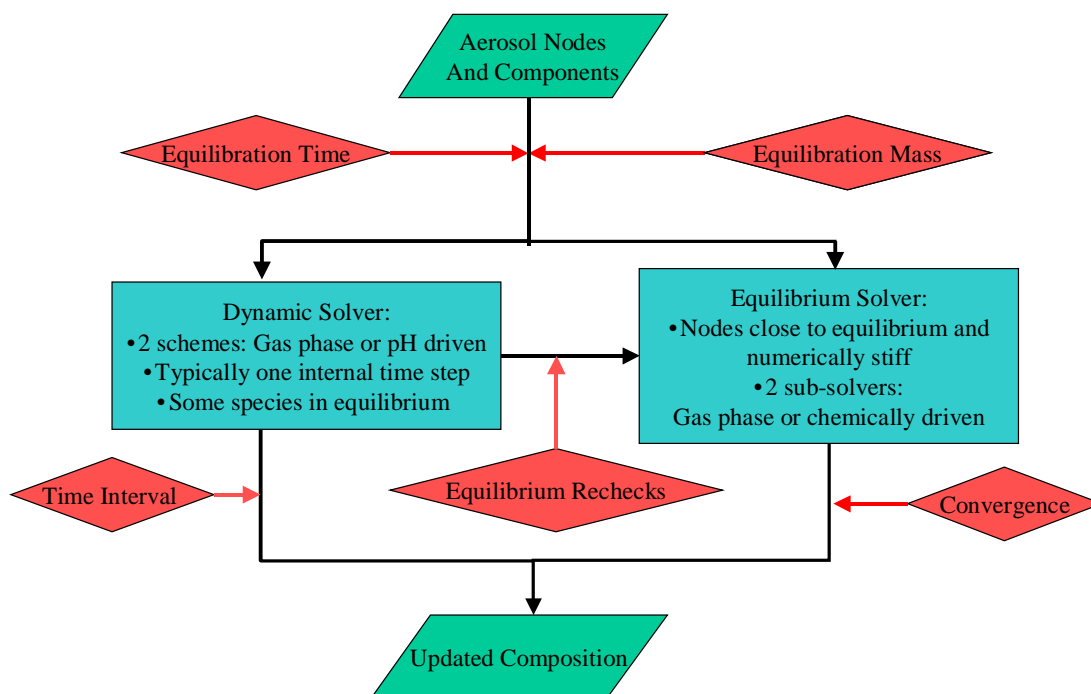 Aerosol Nodes
And Components
Equilibration Time
Equilibration Mass
Dynamic Solver:
•2 schemes: Gas phase or pH driven
•Typically one internal time step
•Some species in equilibrium
Equilibrium Solver:
•Nodes close to equilibrium and
numerically stiff
•2 sub-solvers:
Gas phase or chemically driven
Time Interval
Equilibrium Rechecks
Convergence
Updated Composition